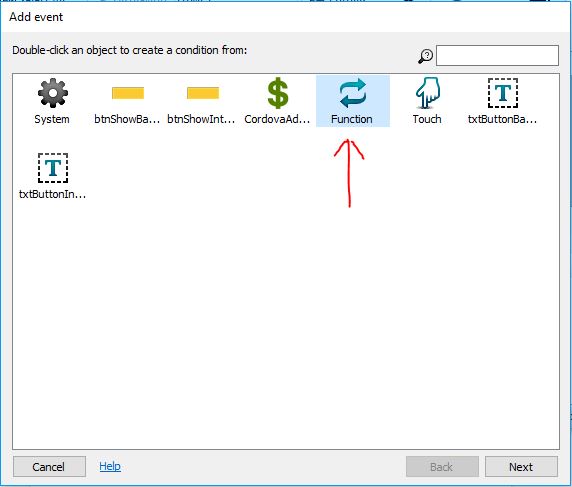 Add event
Double-click an object to create a condition from:
System btnShowBa... btnShowInt... CordovaAd... Function Touch txtButtonBa...
T
txtButtonIn...
T
Cancel Help Back Next